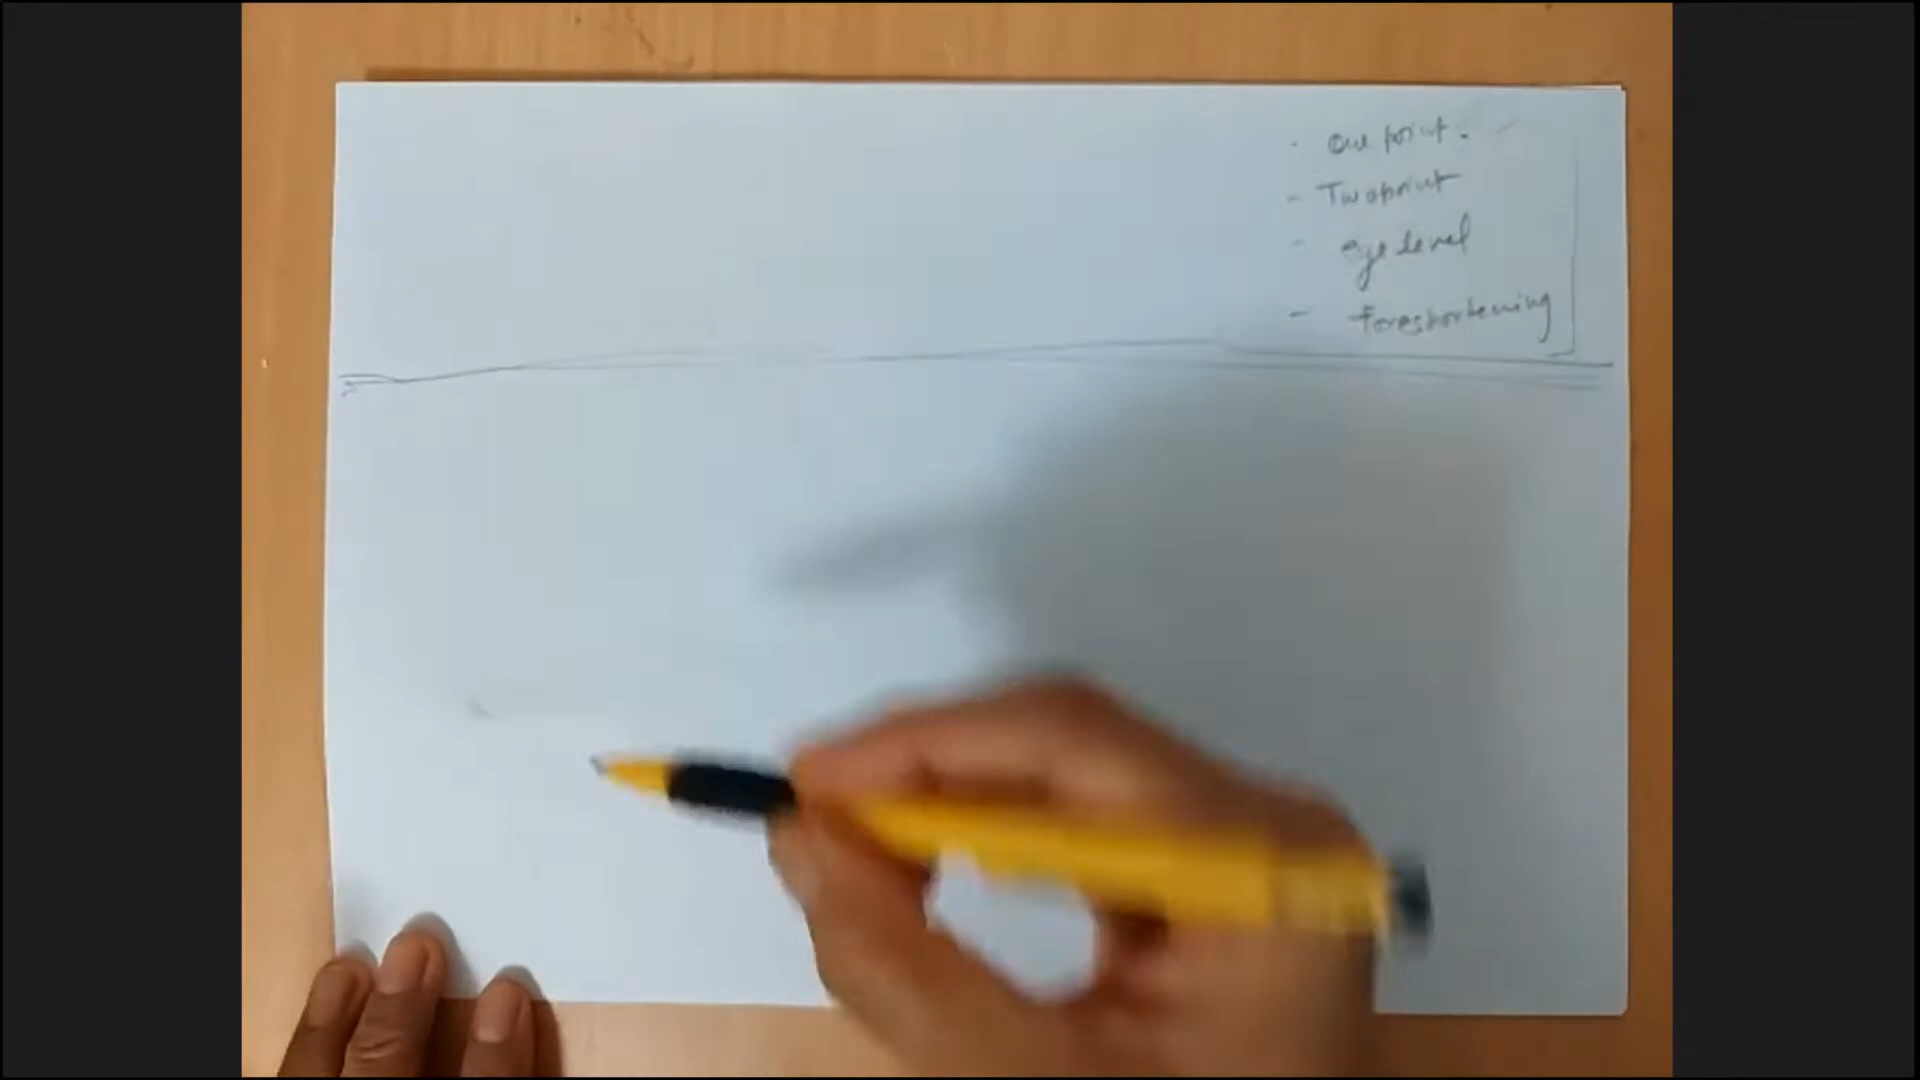 - One point.
- Two point
- eye level
- Foreshortening